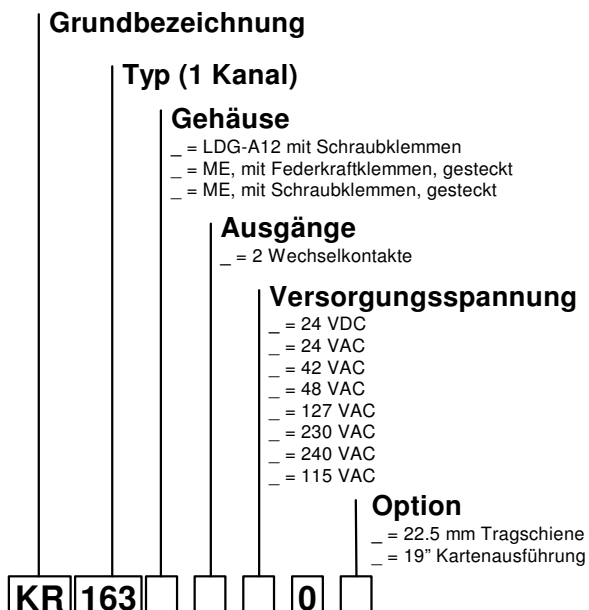 Grundbezeichnung
Typ (1 Kanal)
Gehäuse
_ = LDG-A12 mit Schraubklemmen
_ = ME, mit Federkraftklemmen, gesteckt
_ = ME, mit Schraubklemmen, gesteckt
Ausgänge
_ = 2 Wechselkontakte
Versorgungsspannung
_ = 24 VDC
_ = 24 VAC
_ = 42 VAC
_ = 48 VAC
_ = 127 VAC
_ = 230 VAC
_ = 240 VAC
_ = 115 VAC
Option
_ = 22.5 mm Tragschiene
_ = 19” Kartenausführung
KR 163 0